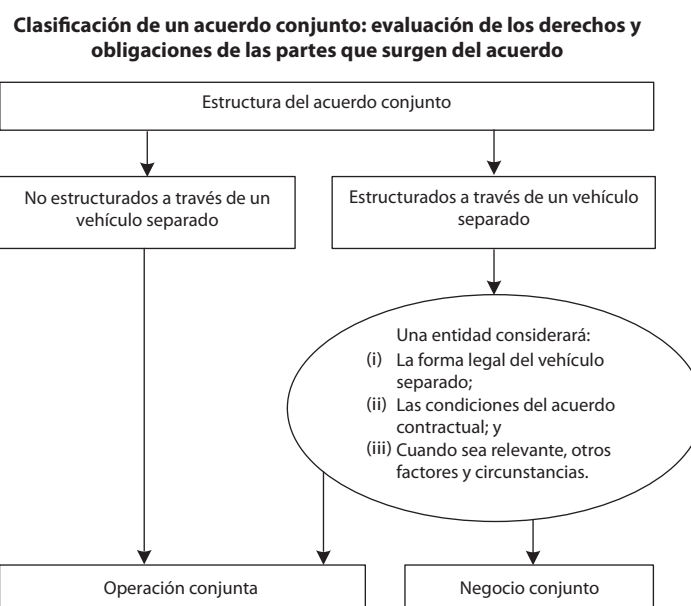 Clasificación de un acuerdo conjunto: evaluación de los derechos y
obligaciones de las partes que surgen del acuerdo
Estructura del acuerdo conjunto
No estructurados a través de un
vehículo separado
Estructurados a través de un vehículo
separado
Una entidad considerará:
(i) La forma legal del vehículo
separado;
(ii) Las condiciones del acuerdo
contractual; y
(iii) Cuando sea relevante, otros
factores y circunstancias.
Operación conjunta
Negocio conjunto